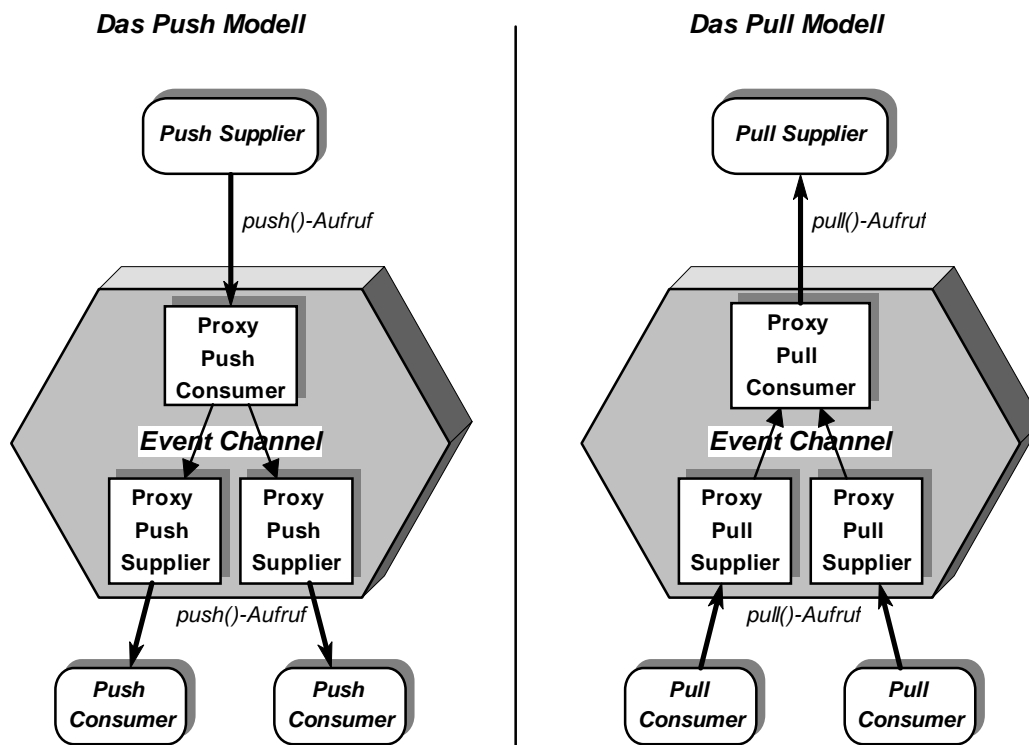 Das Push Modell
Push Supplier
push()-Aufruf
Proxy
Push
Consumer
Event Channel
Proxy
Push
Supplier
Proxy
Push
Supplier
push()-Aufruf
Push
Consumer
Push
Consumer
Das Pull Modell
Pull Supplier
pull()-Aufruf
Proxy
Pull
Consumer
Event Channel
Proxy
Pull
Supplier
Proxy
Pull
Supplier
pull()-Aufruf
Pull
Consumer
Pull
Consumer